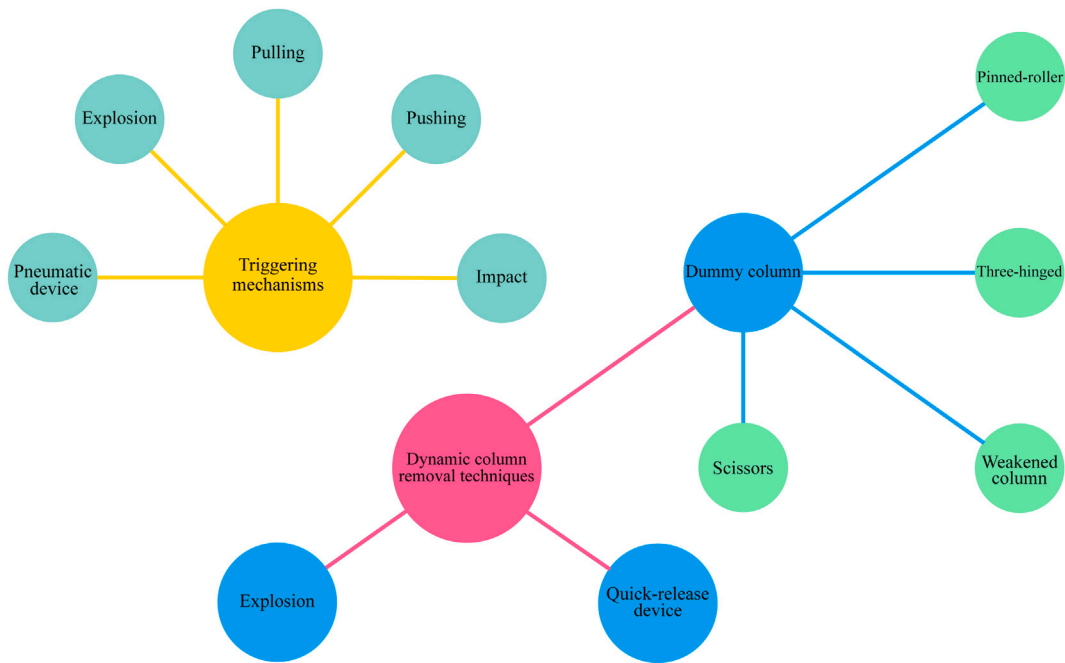 Pulling
Explosion
Pushing
Pneumatic
device
Triggering
mechanisms
Impact
Pinned-roller
Dummy column
Three-hinged
Scissors
Weakened
column
Dynamic column
removal techniques
Explosion
Quick-release
device